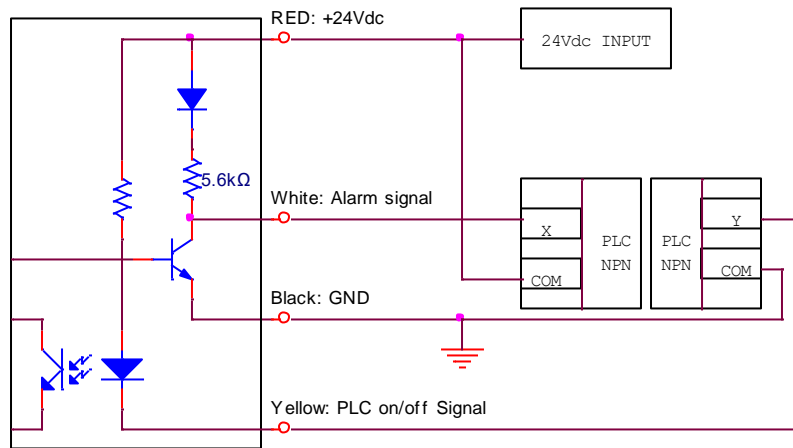 RED: +24Vdc
24Vdc INPUT
5.6kΩ
White: Alarm signal
X
PLC
NPN
COM
PLC
NPN
Y
COM
Black: GND
Yellow: PLC on/off Signal